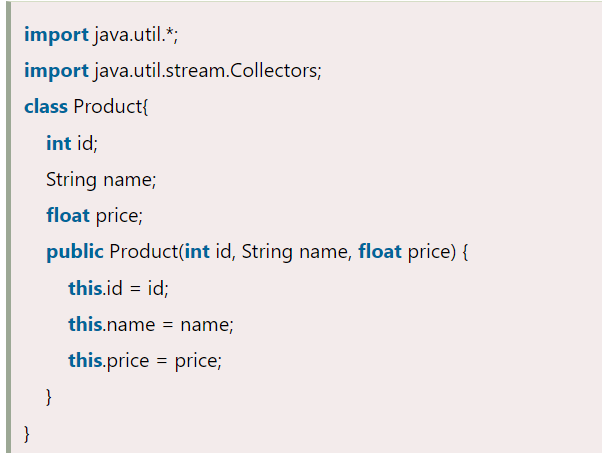 import java.util.*;
import java.util.stream.Collectors;
class Product{
int id;
String name;
float price;
public Product(int id, String name, float price) {
this.id = id;
this.name = name;
this.price = price;
}
}